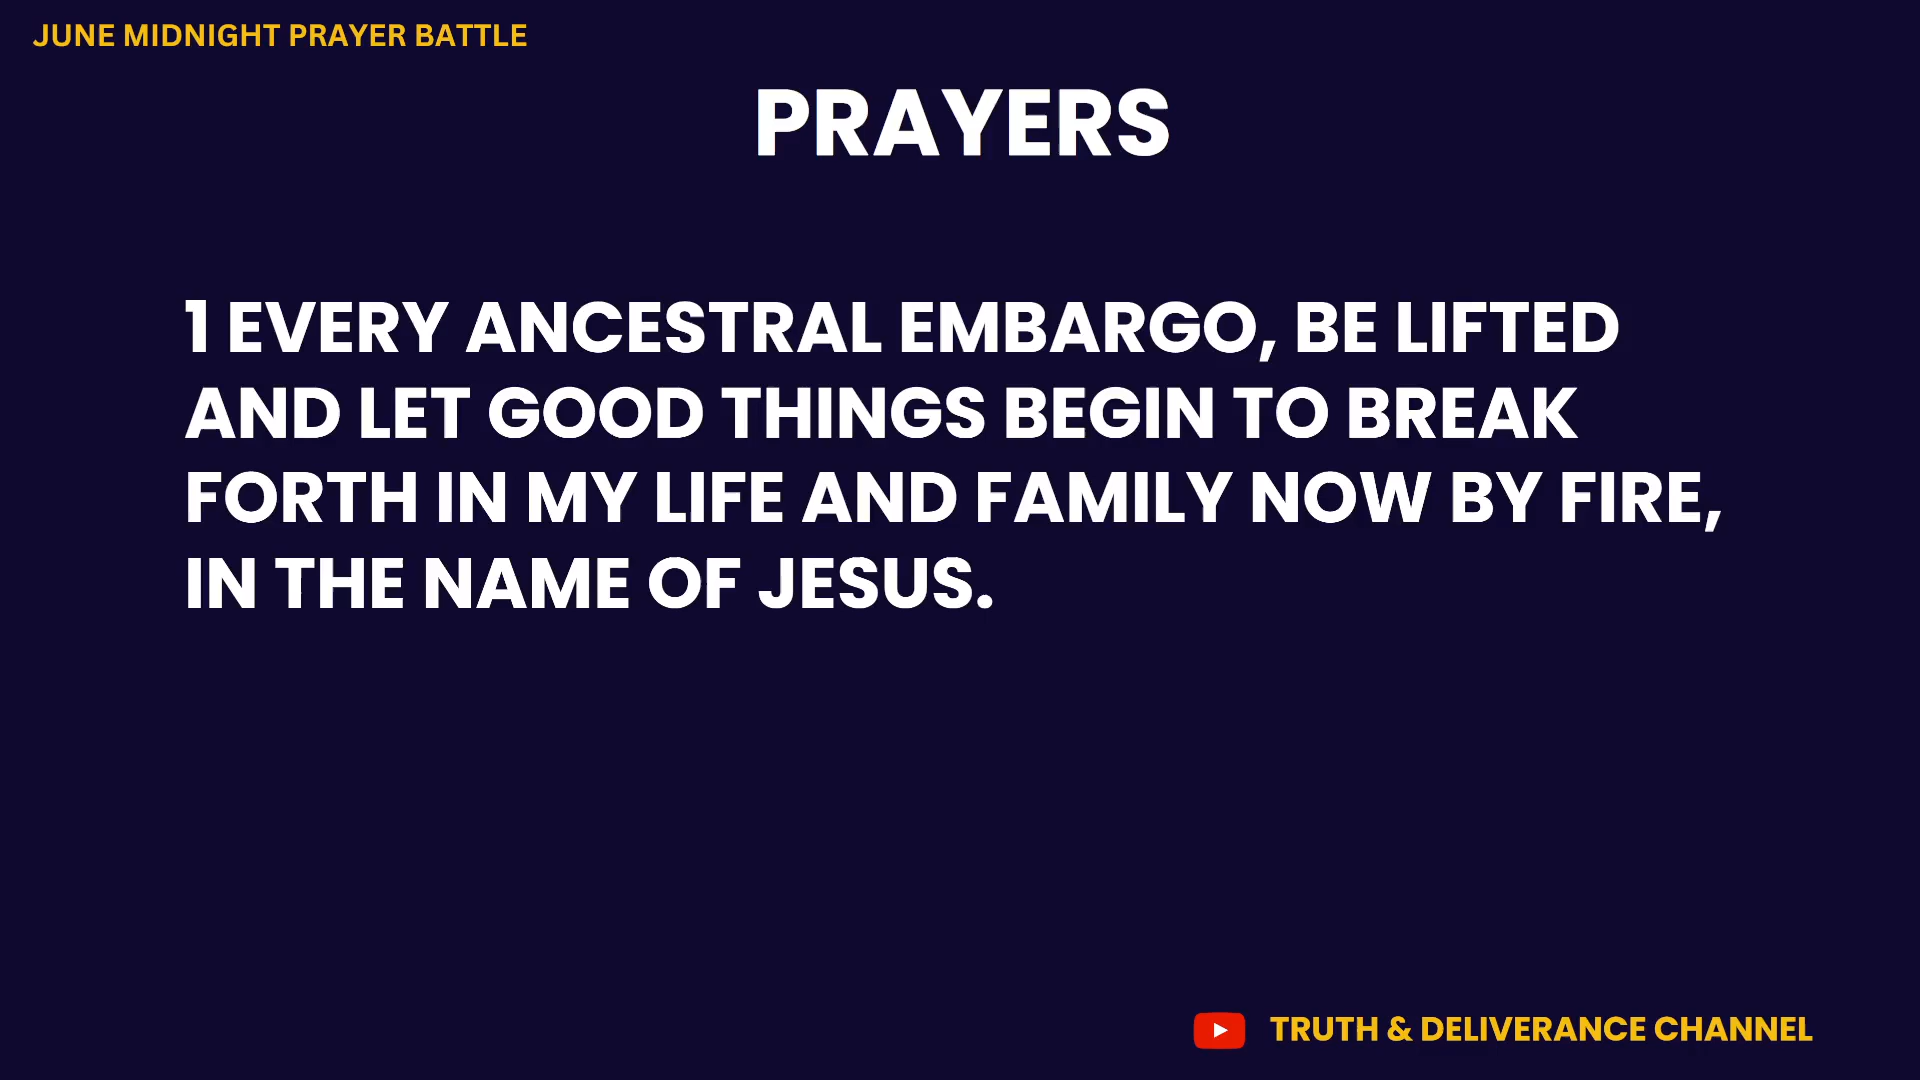 JUNE MIDNIGHT PRAYER BATTLE
PRAYERS
1 EVERY ANCESTRAL EMBARGO, BE LIFTED
AND LET GOOD THINGS BEGIN TO BREAK
FORTH IN MY LIFE AND FAMILY NOW BY FIRE,
IN THE NAME OF JESUS.
TRUTH & DELIVERANCE CHANNEL